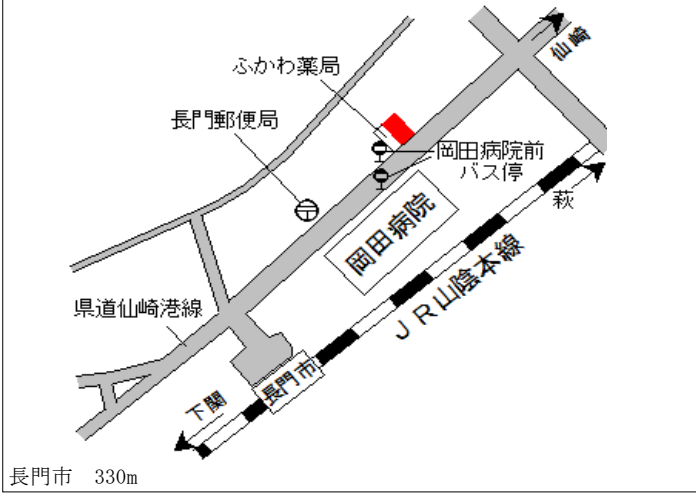 仙崎
ふかわ薬局
長門郵便局
岡田病院前
バス停
萩
岡田病院
JR山陰本線
県道仙崎港線
長門市
下関
長門市　330m